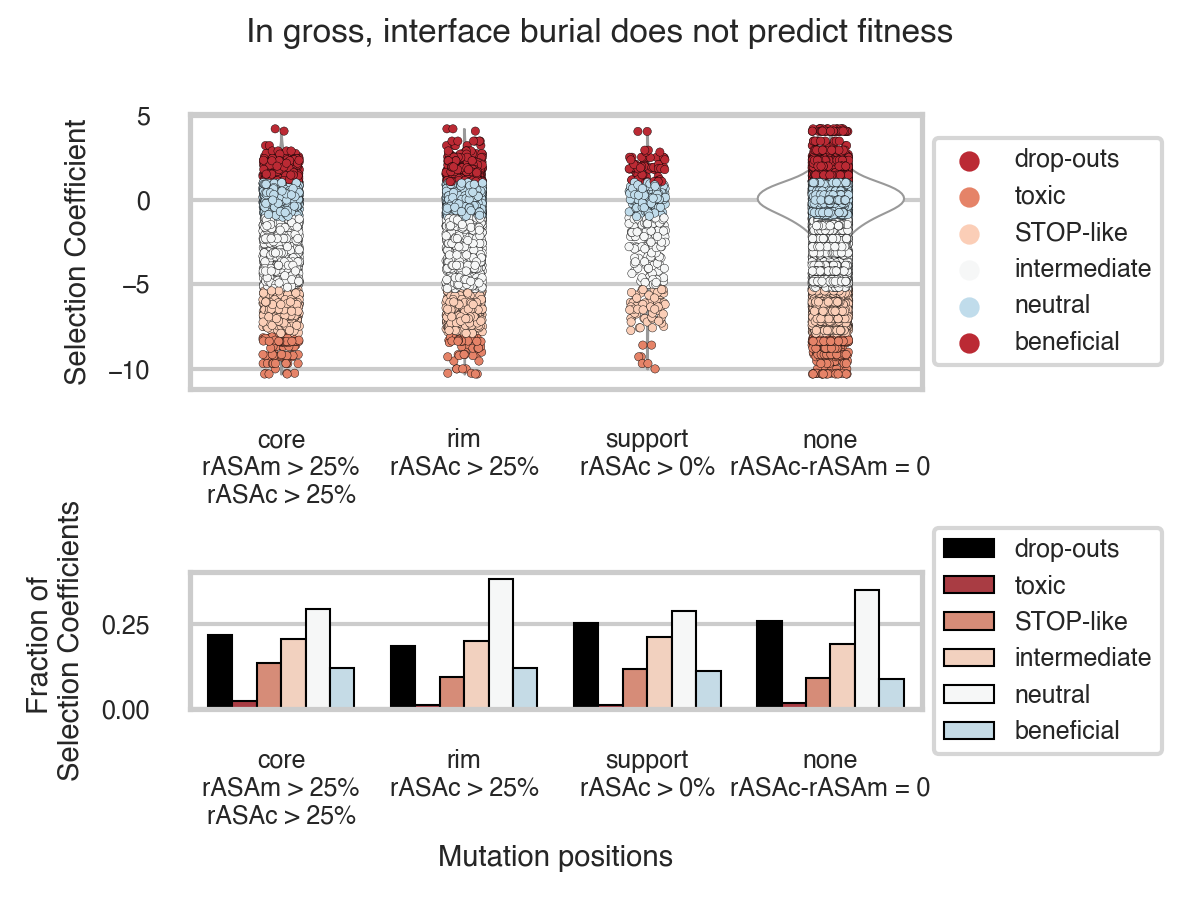 In gross, interface burial does not predict fitness
Selection Coefficient
5
0
−5
−10
drop-outs
toxic
STOP-like
intermediate
neutral
beneficial
core
rASAm > 25%
rASAc > 25%
rim
rASAc > 25%
support
rASAc > 0%
none
rASAc-rASAm = 0
Fraction of
Selection Coefficients
0.25
0.00
drop-outs
toxic
STOP-like
intermediate
neutral
beneficial
core
rASAm > 25%
rASAc > 25%
rim
rASAc > 25%
support
rASAc > 0%
none
rASAc-rASAm = 0
Mutation positions